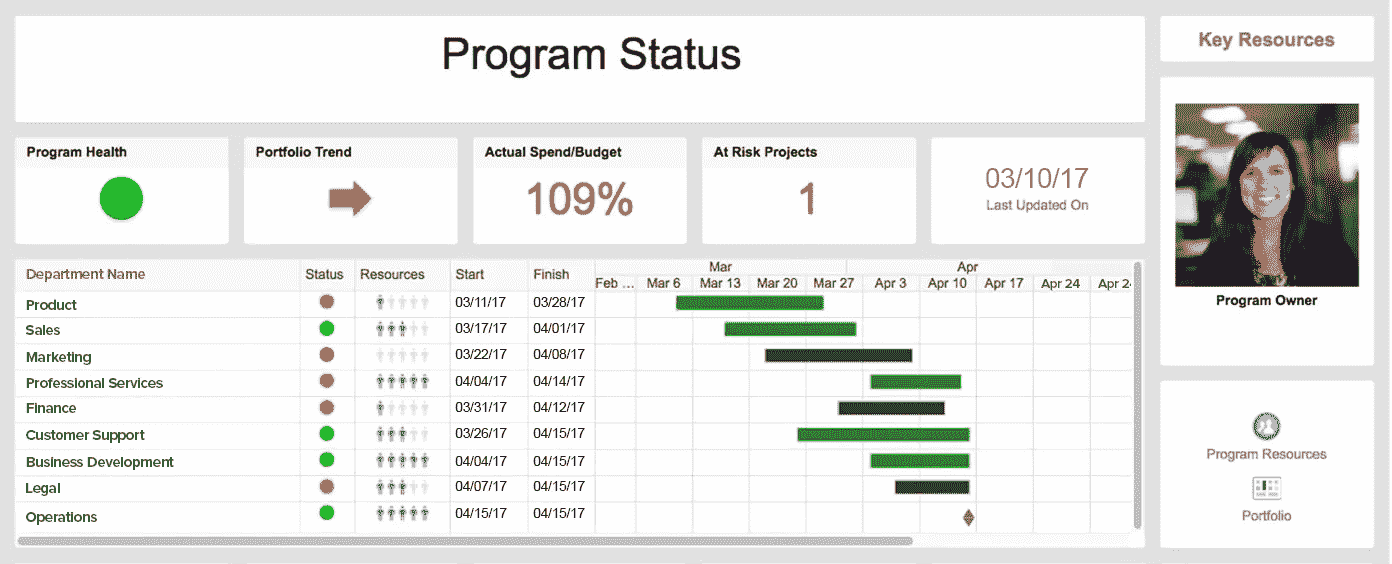 Program Status
Key Resources
Program Health
Portfolio Trend
Actual Spend/Budget
109%
At Risk Projects
1
03/10/17
Last Updated On
Program Owner
Department Name Status Resources Start Finish Mar Apr
Feb ... Mar 6 Mar 13 Mar 20 Mar 27 Apr 3 Apr 10 Apr 17 Apr 24
Product 03/11/17 03/28/17
Sales 03/17/17 04/01/17
Marketing 03/22/17 04/08/17
Professional Services 04/04/17 04/14/17
Finance 03/31/17 04/12/17
Customer Support 03/26/17 04/15/17
Business Development 04/04/17 04/15/17
Legal 04/07/17 04/15/17
Operations 04/15/17 04/15/17
Program Resources
Portfolio